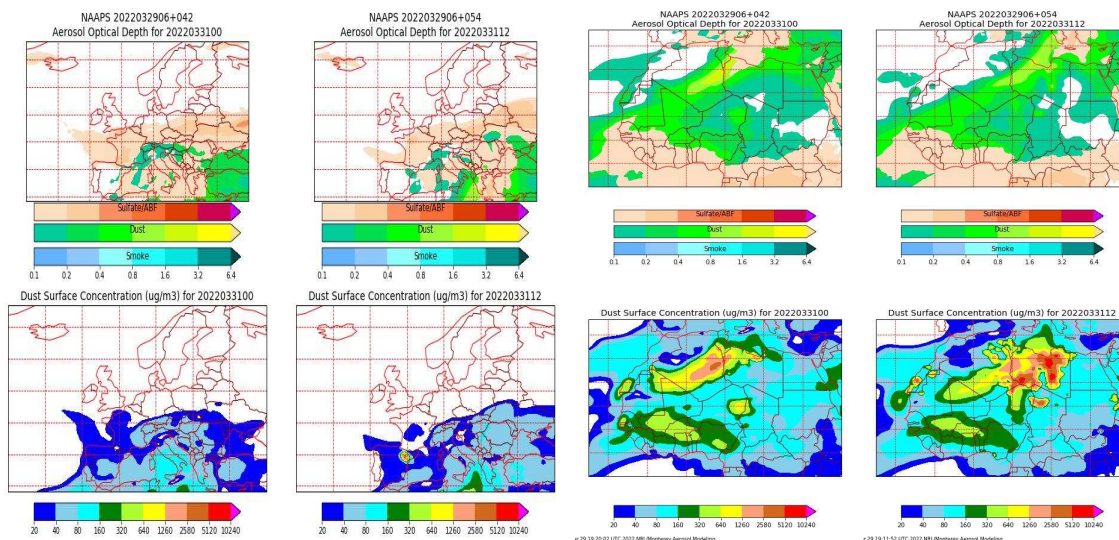 NAAPS 2022032906+042
Aerosol Optical Depth for 2022033100
NAAPS 2022032906+054
Aerosol Optical Depth for 2022033112
NAAPS 2022032906+042
Aerosol Optical Depth for 2022033100
NAAPS 2022032906+054
Aerosol Optical Depth for 2022033112
Sulfate/ABF
Dust
Smoke
0.1 0.2 0.4 0.8 1.6 3.2 6.4
Sulfate/ABF
Dust
Smoke
0.1 0.2 0.4 0.8 1.6 3.2 6.4
Sulfate/ABF
Dust
Smoke
0.1 0.2 0.4 0.8 1.6 3.2 6.4
Sulfate/ABF
Dust
Smoke
0.1 0.2 0.4 0.8 1.6 3.2 6.4
Dust Surface Concentration (ug/m3) for 2022033100
Dust Surface Concentration (ug/m3) for 2022033112
Dust Surface Concentration (ug/m3) for 2022033100
Dust Surface Concentration (ug/m3) for 2022033112
20 40 80 160 320 640 1260 2580 5120 10240
20 40 80 160 320 640 1260 2580 5120 10240
20 40 80 160 320 640 1260 2580 5120 10240
20 40 80 160 320 640 1260 2580 5120 10240